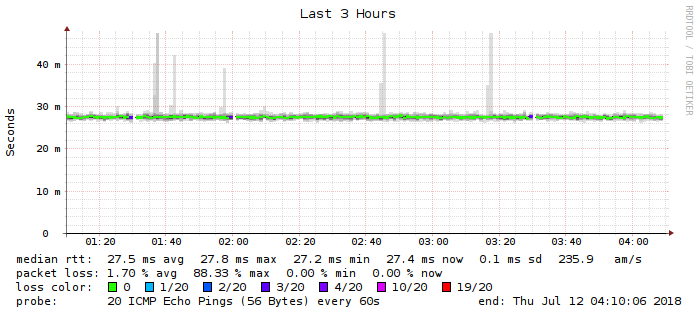 Last 3 Hours
RRDTOOL / TOBI OETIKER
Seconds
40 m
30 m
20 m
10 m
0
01:20 01:40 02:00 02:20 02:40 03:00 03:20 03:40 04:00
median rtt: 27.5 ms avg 27.8 ms max 27.2 ms min 27.4 ms now 0.1 ms sd 235.9 am/s
packet loss: 1.70 % avg 88.33 % max 0.00 % min 0.00 % now
loss color: 0 1/20 2/20 3/20 4/20 10/20 19/20
probe: 20 ICMP Echo Pings (56 Bytes) every 60s end: Thu Jul 12 04:10:06 2018